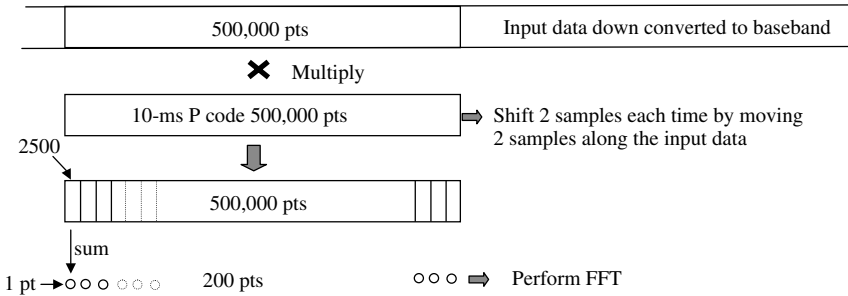 500,000 pts
Input data down converted to baseband
Multiply
10-ms P code 500,000 pts
Shift 2 samples each time by moving
2 samples along the input data
2500
500,000 pts
sum
1 pt
200 pts
Perform FFT